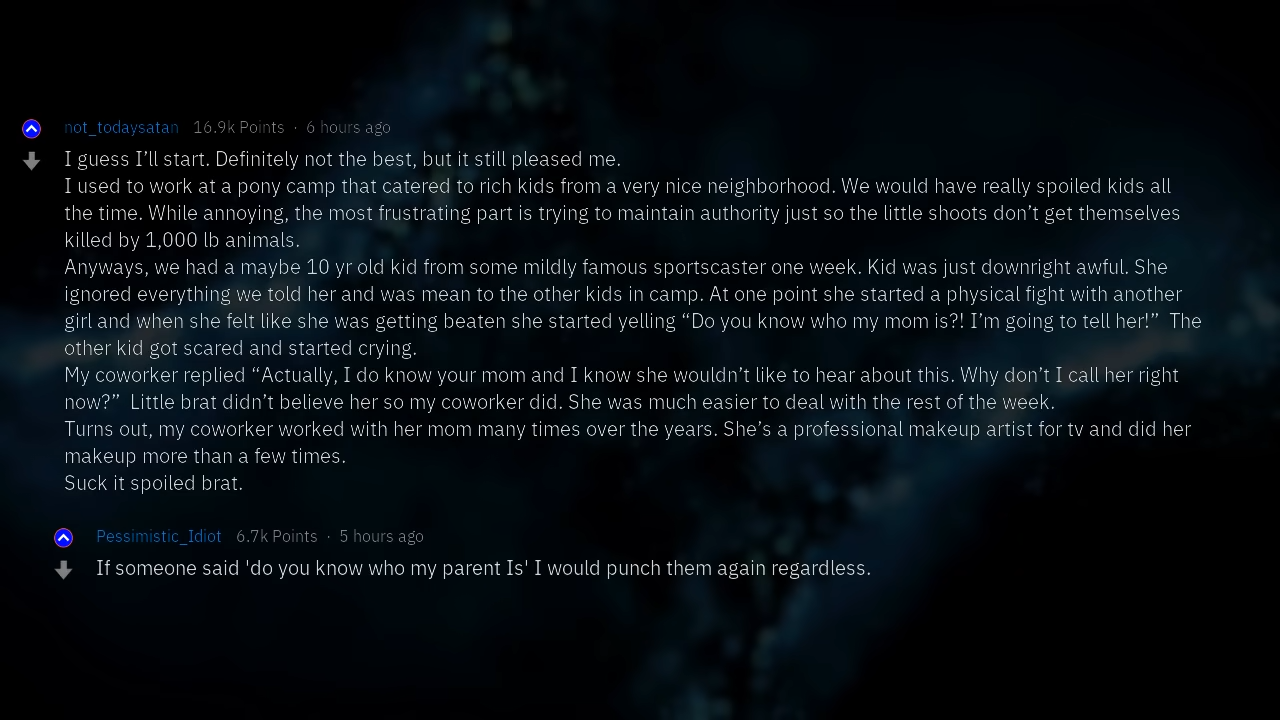 not_todaysatan 16.9k Points · 6 hours ago
I guess I’ll start. Definitely not the best, but it still pleased me.
I used to work at a pony camp that catered to rich kids from a very nice neighborhood. We would have really spoiled kids all
the time. While annoying, the most frustrating part is trying to maintain authority just so the little shoots don’t get themselves
killed by 1,000 lb animals.
Anyways, we had a maybe 10 yr old kid from some mildly famous sportscaster one week. Kid was just downright awful. She
ignored everything we told her and was mean to the other kids in camp. At one point she started a physical fight with another
girl and when she felt like she was getting beaten she started yelling “Do you know who my mom is?! I’m going to tell her!”  The
other kid got scared and started crying.
My coworker replied “Actually, I do know your mom and I know she wouldn’t like to hear about this. Why don’t I call her right
now?”  Little brat didn’t believe her so my coworker did. She was much easier to deal with the rest of the week.
Turns out, my coworker worked with her mom many times over the years. She’s a professional makeup artist for tv and did her
makeup more than a few times.
Suck it spoiled brat.
Pessimistic_Idiot 6.7k Points · 5 hours ago
If someone said 'do you know who my parent Is' I would punch them again regardless.